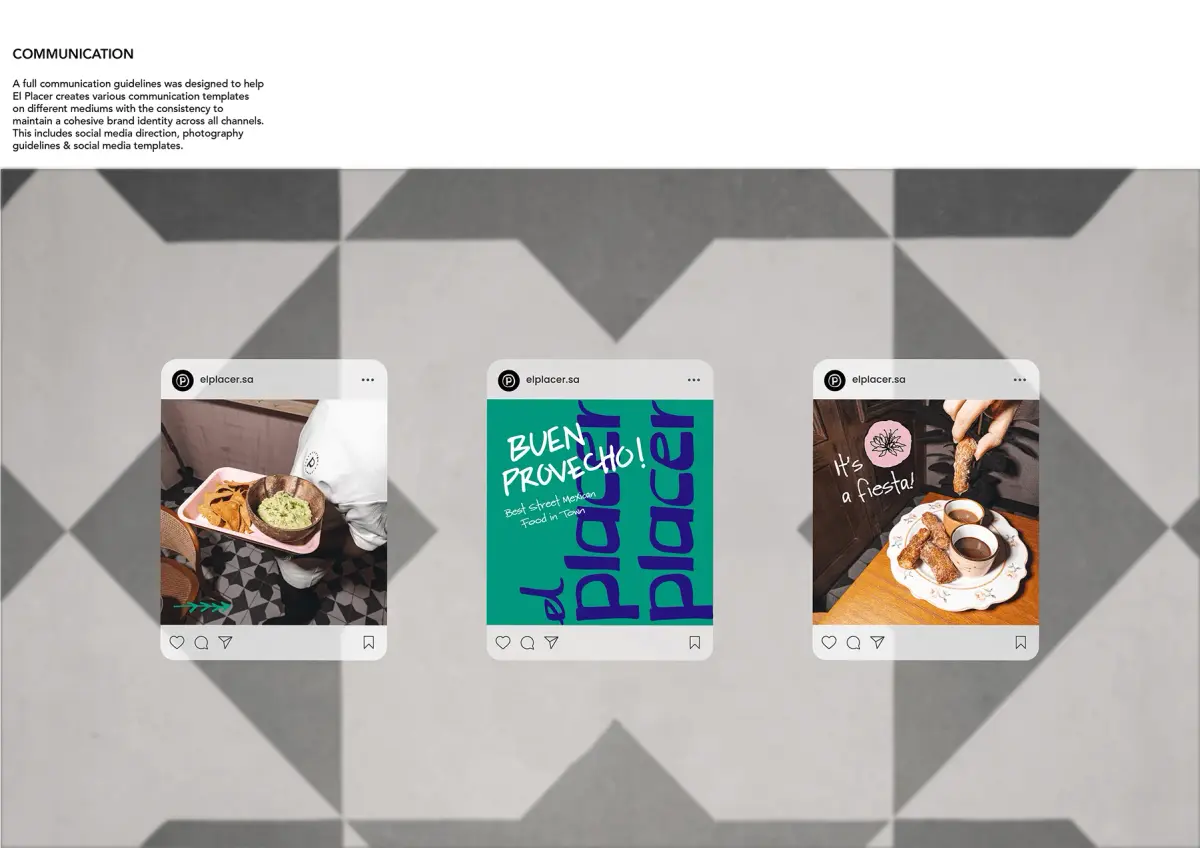 COMMUNICATION
A full communication guidelines was designed to help
El Placer creates various communication templates
on different mediums with the consistency to
maintain a cohesive brand identity across all channels.
This includes social media direction, photography
guidelines & social media templates.
elplacer.sa
elplacer.sa
BUEN
PROVECHO!
Best Street Mexican
Food in Town
el
placer
placer
elplacer.sa
It's
a fiesta!